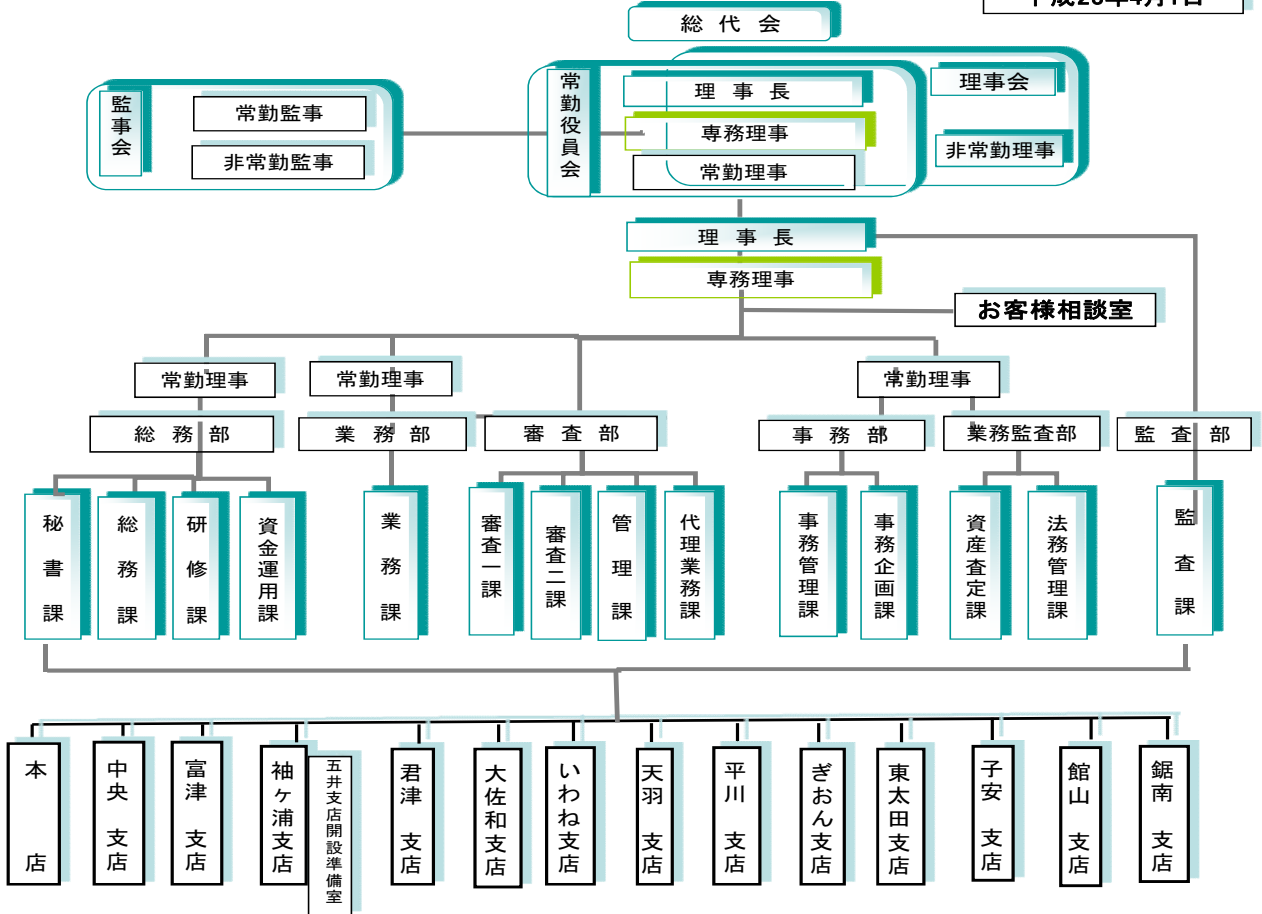 平成23年4月1日
総代会
監事会
常勤監事
非常勤監事
常勤役員会
理事長
専務理事
常勤理事
理事会
非常勤理事
理事長
専務理事
お客様相談室
常勤理事
常勤理事
常勤理事
総務部
業務部
審査部
事務部
業務監査部
監査部
秘書課
総務課
研修課
資金運用課
業務課
審査一課
審査二課
管理課
代理業務課
事務管理課
事務企画課
資産査定課
法務管理課
監査課
本店
中央支店
富津支店
袖ヶ浦支店
五井支店開設準備室
君津支店
大佐和支店
いわね支店
天羽支店
平川支店
ぎおん支店
東太田支店
子安支店
館山支店
鋸南支店